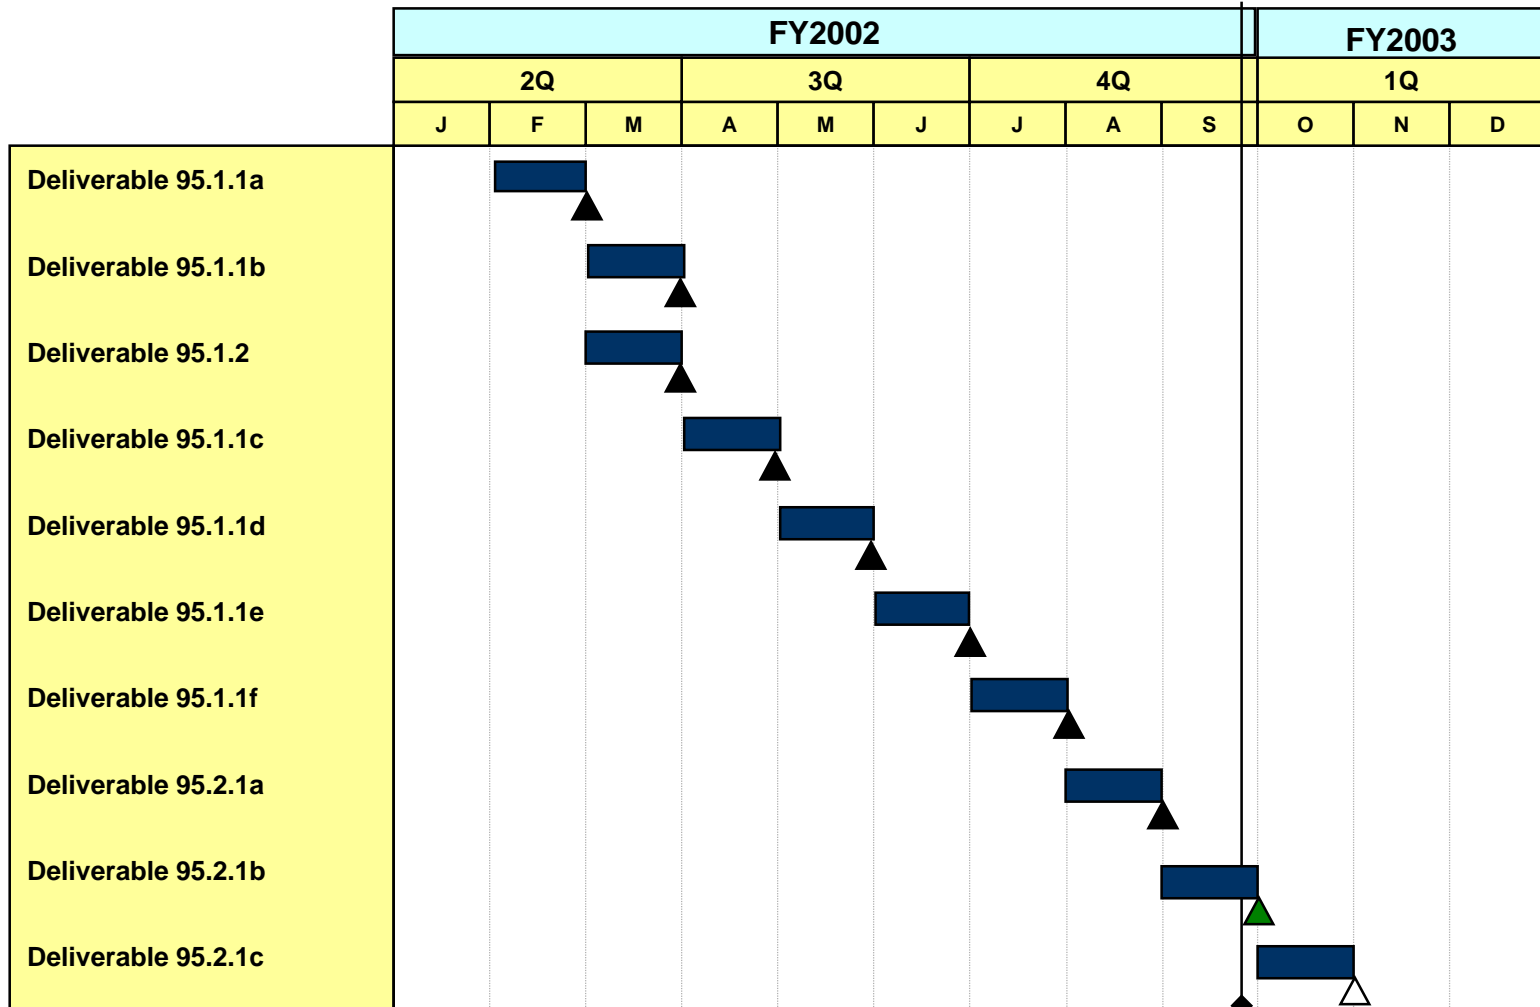 FY2002 FY2003
2Q 3Q 4Q 1Q
J F M A M J J A S O N D
Deliverable 95.1.1a
Deliverable 95.1.1b
Deliverable 95.1.2
Deliverable 95.1.1c
Deliverable 95.1.1d
Deliverable 95.1.1e
Deliverable 95.1.1f
Deliverable 95.2.1a
Deliverable 95.2.1b
Deliverable 95.2.1c